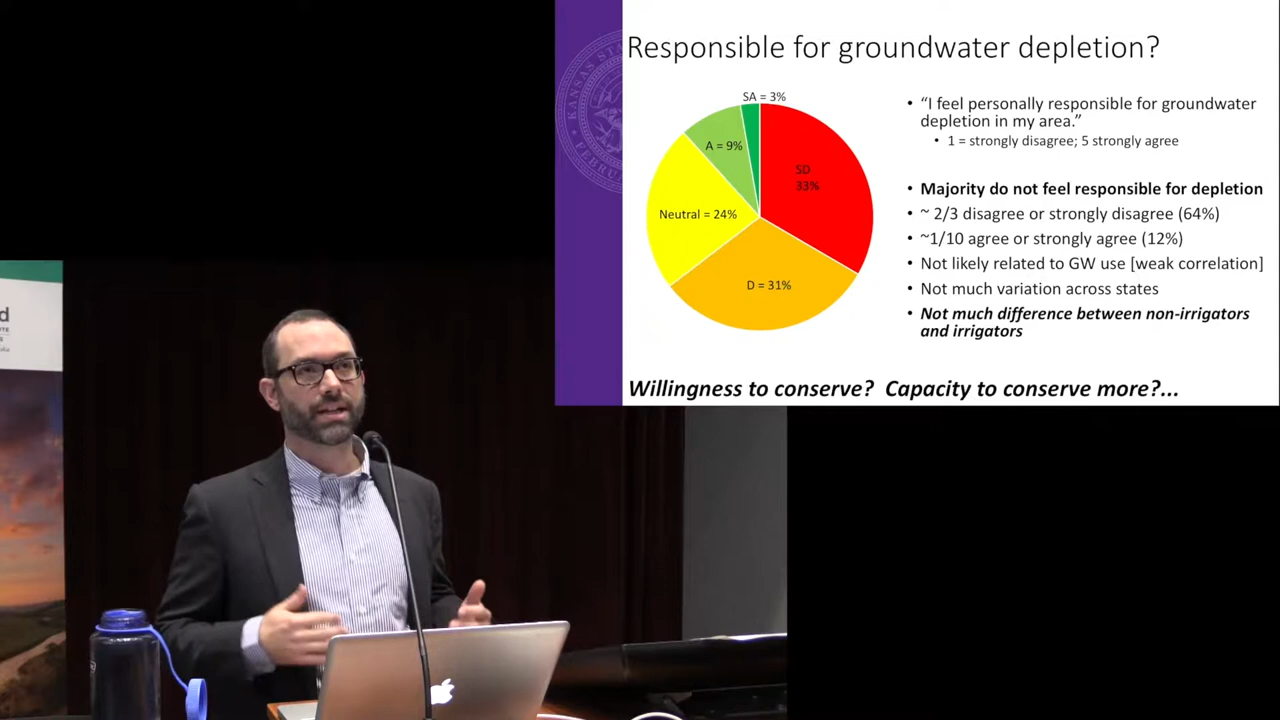 Responsible for groundwater depletion?
SA = 3%
A = 9%
SD
33%
Neutral = 24%
D = 31%
• "I feel personally responsible for groundwater
depletion in my area."
• 1 = strongly disagree; 5 strongly agree
• Majority do not feel responsible for depletion
• ~ 2/3 disagree or strongly disagree (64%)
• ~1/10 agree or strongly agree (12%)
• Not likely related to GW use [weak correlation]
• Not much variation across states
• Not much difference between non-irrigators
and irrigators
Willingness to conserve? Capacity to conserve more?...
KANSAS STA
FEBRU
d